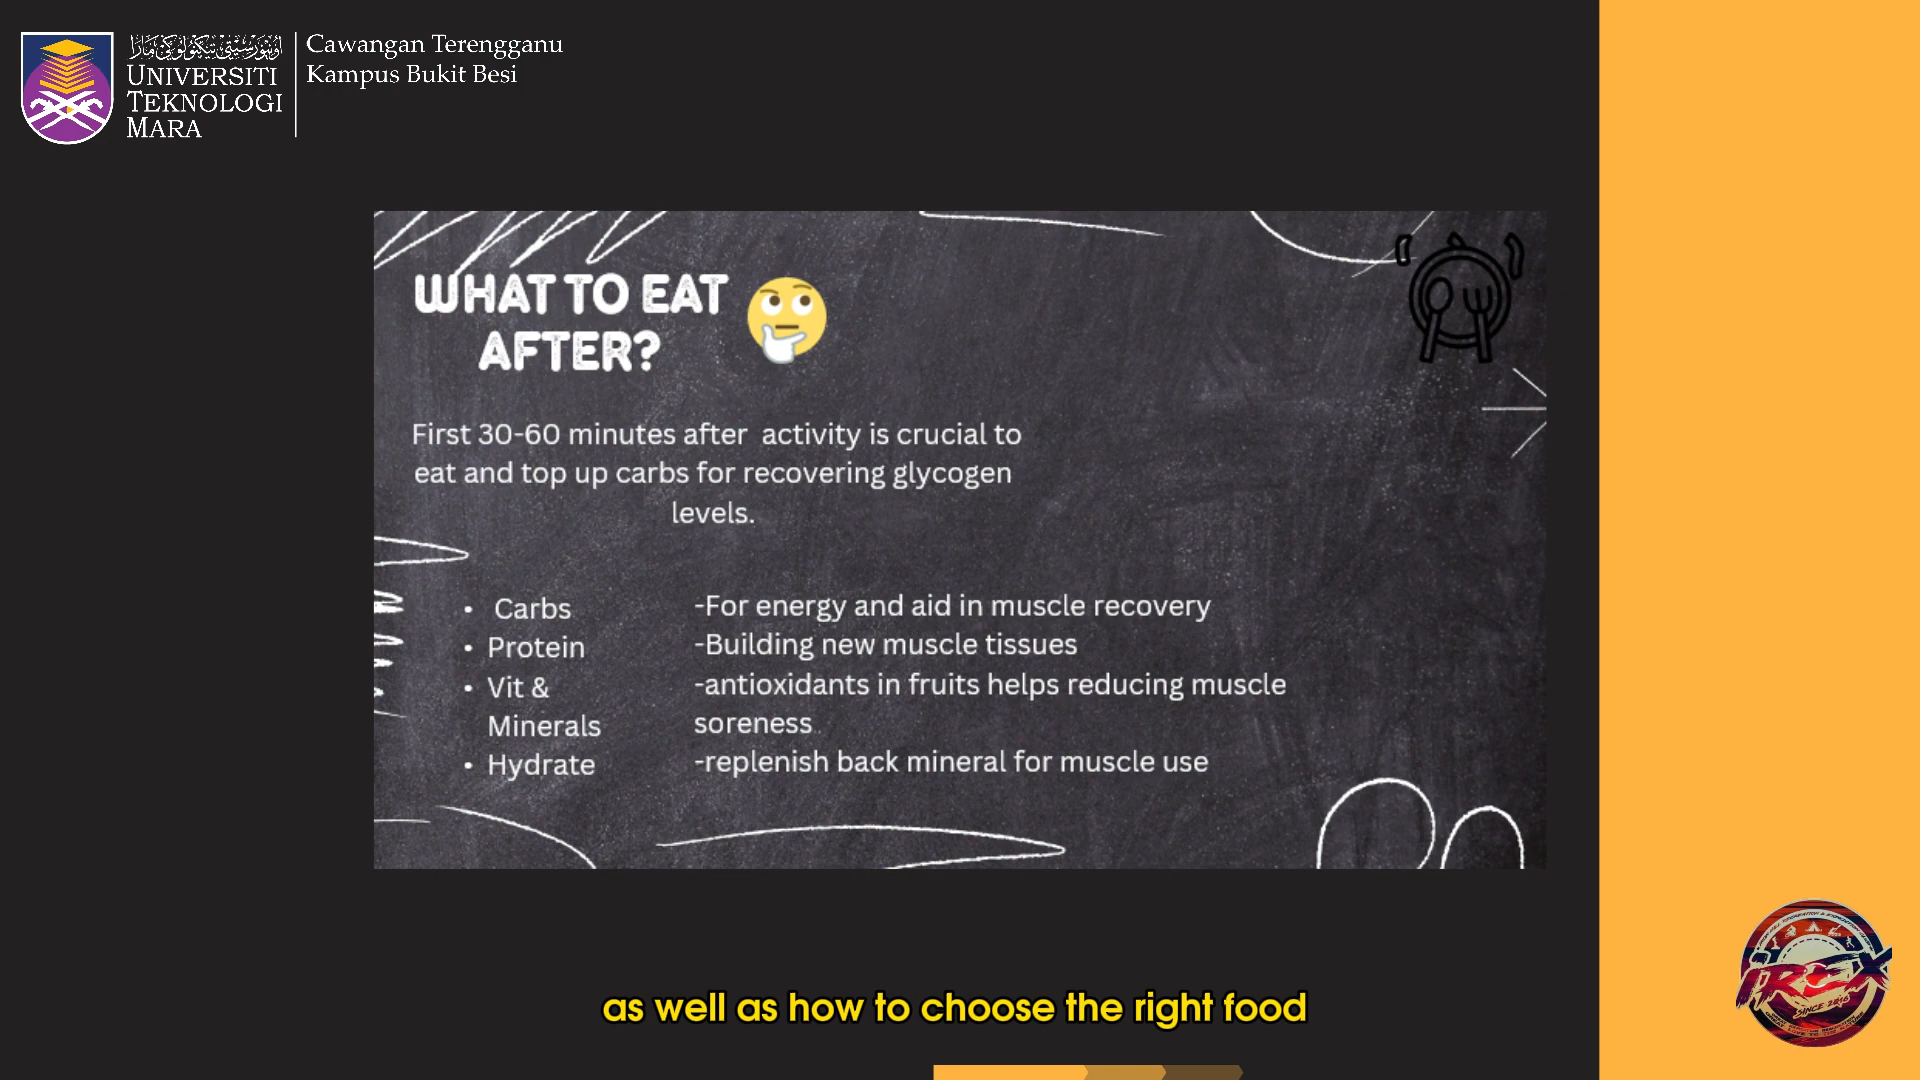 UNIVERSITI
TEKNOLOGI
MARA
Cawangan Terengganu
Kampus Bukit Besi
WHAT TO EAT
AFTER?
First 30-60 minutes after activity is crucial to
eat and top up carbs for recovering glycogen
levels.
• Carbs
• Protein
• Vit &
Minerals
• Hydrate
-For energy and aid in muscle recovery
-Building new muscle tissues
-antioxidants in fruits helps reducing muscle
soreness
-replenish back mineral for muscle use
IREX
SINCE 2016
as well as how to choose the right food